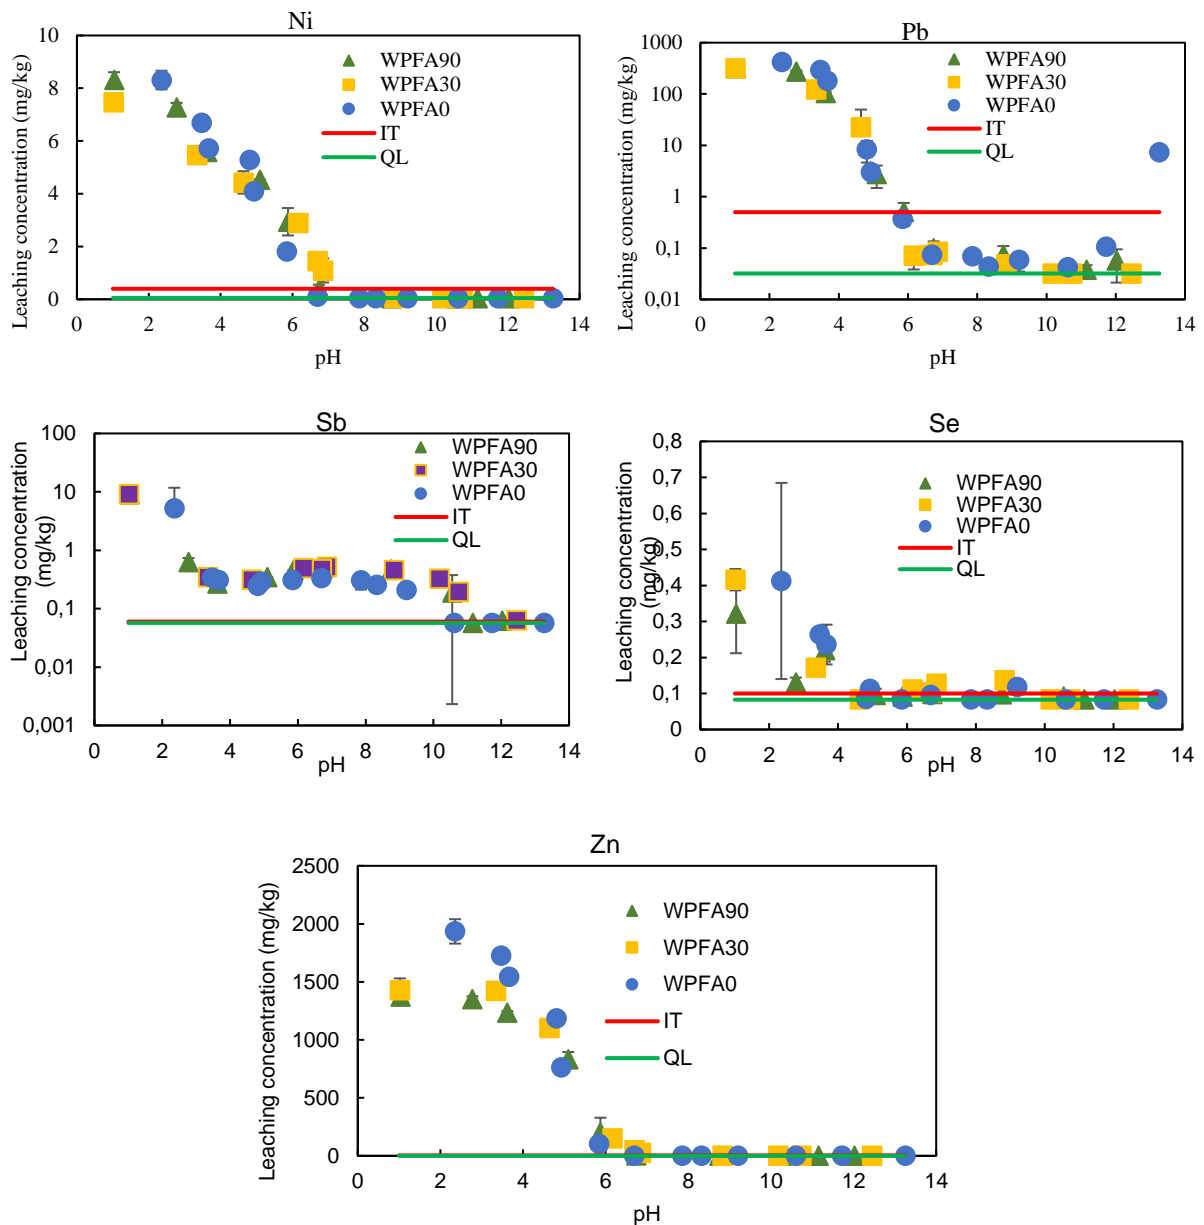 Ni
Leaching concentration (mg/kg)
10
8
6
4
2
0
0 2 4 6 8 10 12 14
pH
WPFA90
WPFA30
WPFA0
IT
QL
Pb
Leaching concentration (mg/kg)
1000
100
10
1
0,1
0,01
0 2 4 6 8 10 12 14
pH
WPFA90
WPFA30
WPFA0
IT
QL
Sb
Leaching concentration
(mg/kg)
100
10
1
0,1
0,01
0,001
0 2 4 6 8 10 12 14
pH
WPFA90
WPFA30
WPFA0
IT
QL
Se
Leaching concentration
(mg/kg)
0,8
0,7
0,6
0,5
0,4
0,3
0,2
0,1
0
0 2 4 6 8 10 12 14
pH
WPFA90
WPFA30
WPFA0
IT
QL
Zn
Leaching concentration (mg/kg)
2500
2000
1500
1000
500
0
0 2 4 6 8 10 12 14
pH
WPFA90
WPFA30
WPFA0
IT
QL